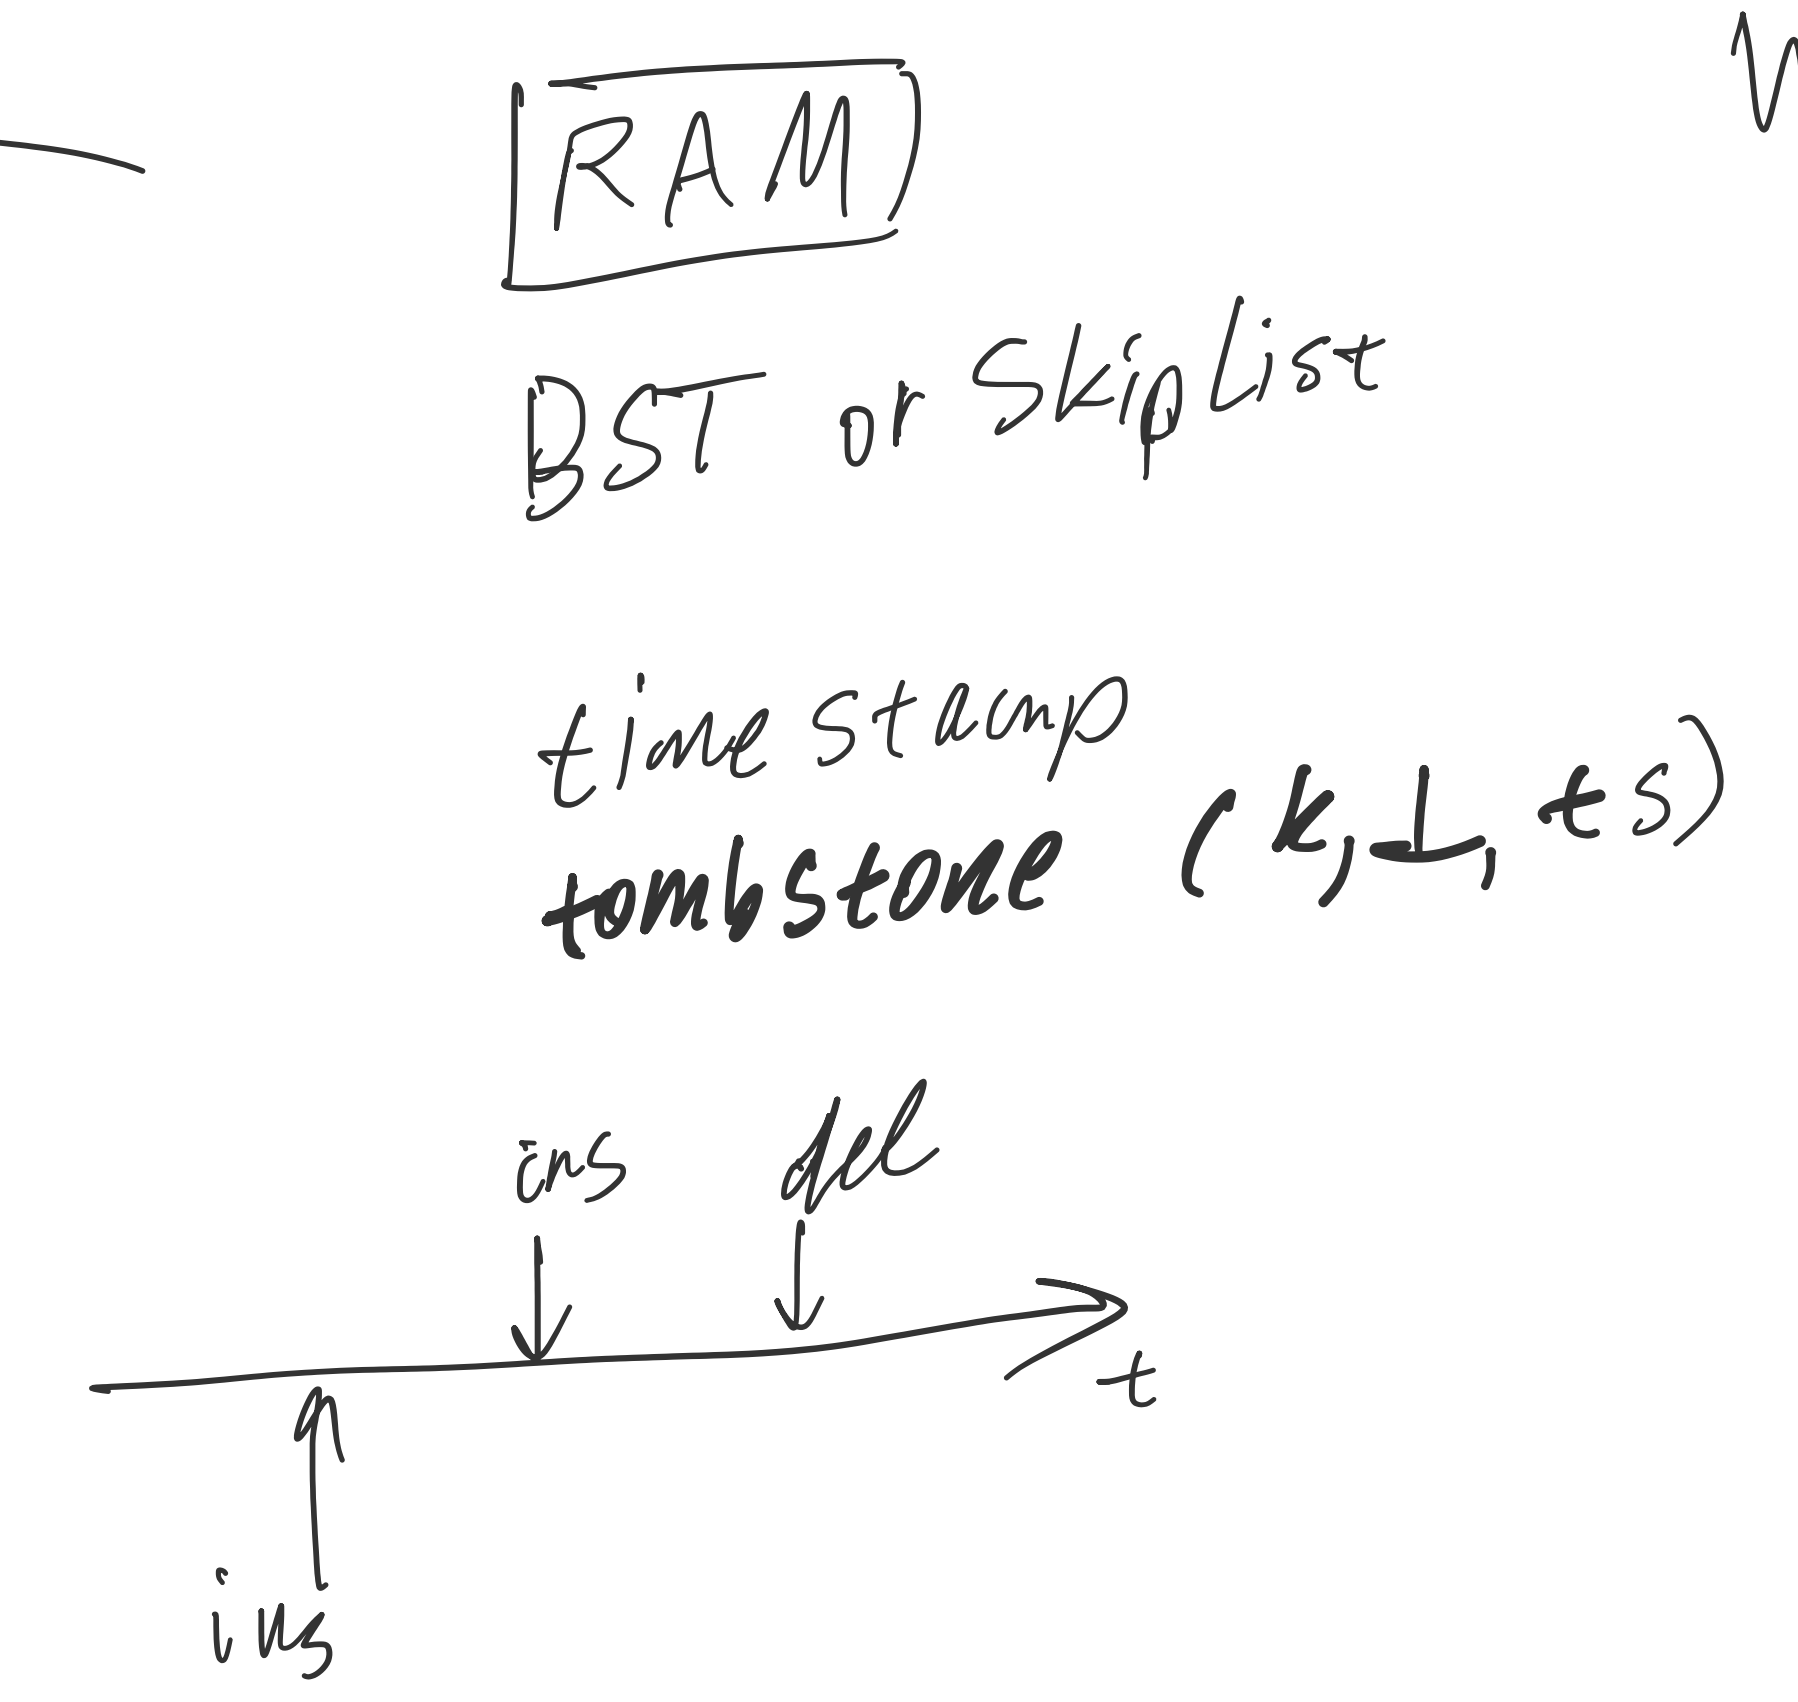 RAM
BST or Skiplist
timestamp
tombstone (k,⊥, ts)
ins del
t
ins